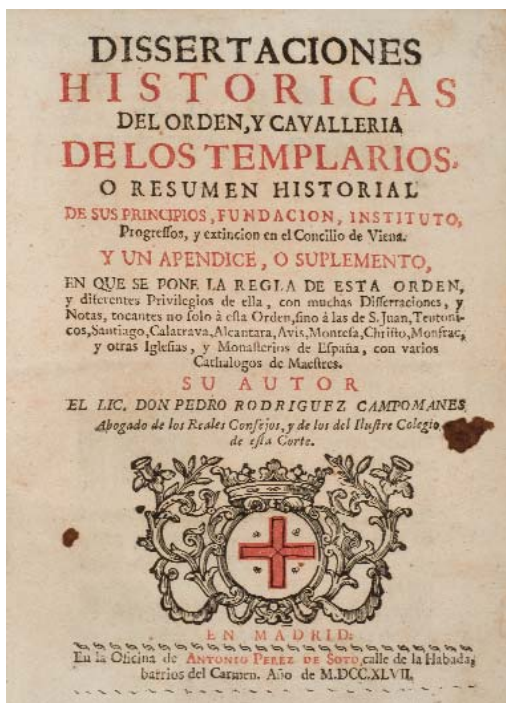 DISSERTACIONES
HISTORICAS
DEL ORDEN, Y CAVALLERIA
DE LOS TEMPLARIOS,
O RESUMEN HISTORIAL
DE SUS PRINCIPIOS, FUNDACION, INSTITUTO,
Progreſſos, y extincion en el Concilio de Viena.
Y UN APENDICE, O SUPLEMENTO,
EN QUE SE PONE LA REGLA DE ESTA ORDEN,
y diferentes Privilegios de ella, con muchas Diſſertaciones, y
Notas, tocantes no ſolo à eſta Orden, ſino à las de S. Juan, Teutoni-
cos, Santiago, Calatrava, Alcantara, Avis, Monteſa, Chriſto, Monfrac,
y otras Igleſias, y Monaſterios de Eſpaña, con varios
Cathalogos de Maeſtres.
SU AUTOR
EL LIC. DON PEDRO RODRIGUEZ CAMPOMANES,
Abogado de los Reales Conſejos, y de los del Iluſtre Colegio
de eſta Corte.
EN MADRID:
En la Oficina de ANTONIO PEREZ DE SOTO, calle de la Habada,
barrios del Carmen. Año de M.DCC.XLVII.